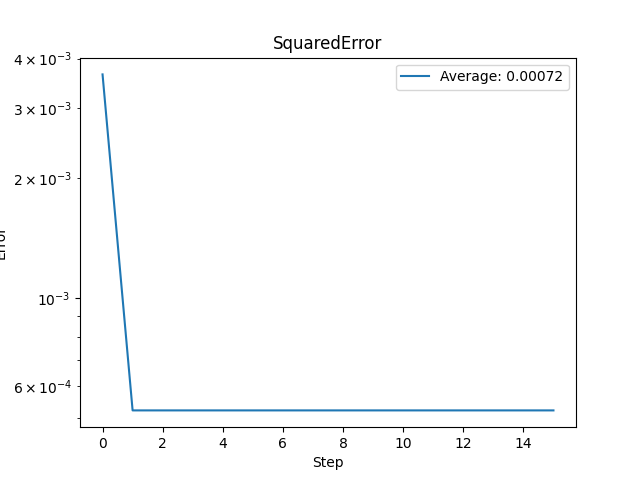 SquaredError
Average: 0.00072
4 × 10⁻³
3 × 10⁻³
2 × 10⁻³
10⁻³
6 × 10⁻⁴
Error
0 2 4 6 8 10 12 14
Step